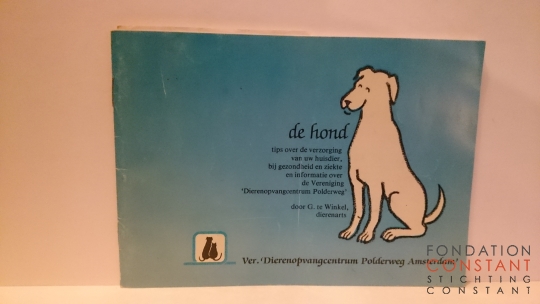 de hond
tips over de verzorging
van uw huisdier,
bij gezondheid en ziekte
en informatie over
de Vereniging
'Dierenopvangcentrum Polderweg'
door G. te Winkel,
dierenarts
Ver. 'Dierenopvangcentrum Polderweg Amsterdam'
FONDATION
CONSTANT
STICHTING
CONSTANT